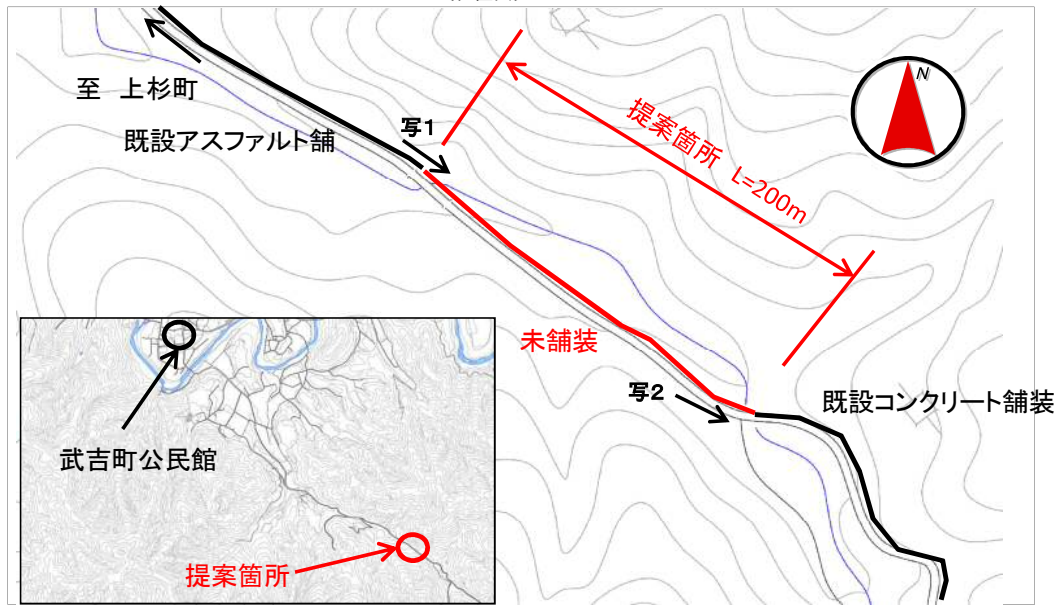 至 上杉町
既設アスファルト舗
写1
提案箇所 L=200m
N
未舗装
写2
既設コンクリート舗装
武吉町公民館
提案箇所